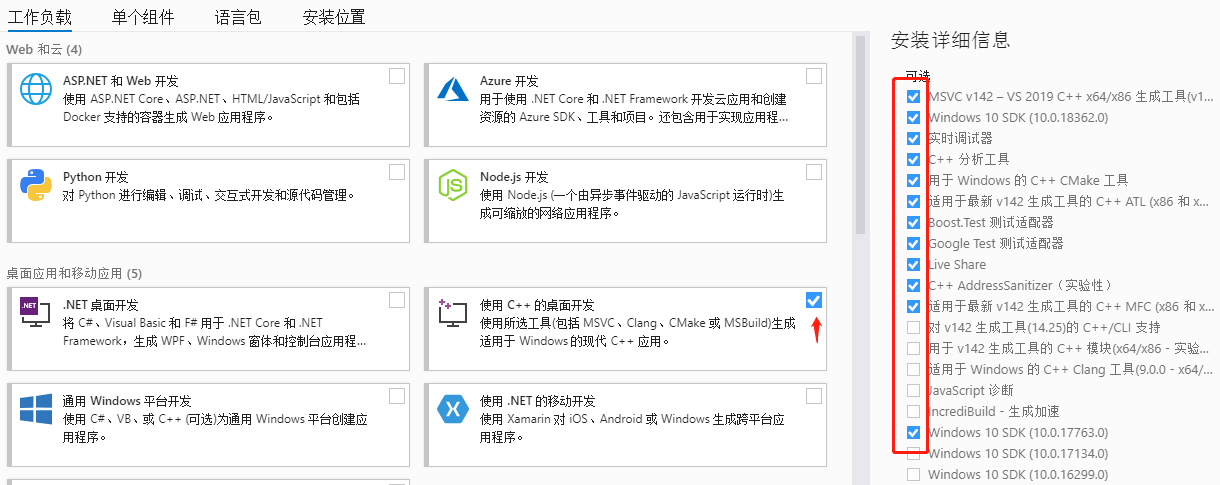 工作负载 单个组件 语言包 安装位置
Web 和云 (4)
ASP.NET 和 Web 开发
使用 ASP.NET Core、ASP.NET、HTML/JavaScript 和包括
Docker 支持的容器生成 Web 应用程序。
Azure 开发
用于使用 .NET Core 和 .NET Framework 开发云应用和创建
资源的 Azure SDK、工具和项目。还包含用于实现应用程...
Python 开发
对 Python 进行编辑、调试、交互式开发和源代码管理。
Node.js 开发
使用 Node.js (一个由异步事件驱动的 JavaScript 运行时)生
成可缩放的网络应用程序。
桌面应用和移动应用 (5)
.NET
.NET 桌面开发
将 C#、Visual Basic 和 F# 用于 .NET Core 和 .NET
Framework，生成 WPF、Windows 窗体和控制台应用程...
使用 C++ 的桌面开发
使用所选工具(包括 MSVC、Clang、CMake 或 MSBuild)生成
适用于 Windows 的现代 C++ 应用。
通用 Windows 平台开发
使用 C#、VB、或 C++ (可选)为通用 Windows 平台创建应
用程序。
使用 .NET 的移动开发
使用 Xamarin 对 iOS、Android 或 Windows 生成跨平台应
用程序。
安装详细信息
可选
MSVC v142 – VS 2019 C++ x64/x86 生成工具(v1...
Windows 10 SDK (10.0.18362.0)
实时调试器
C++ 分析工具
用于 Windows 的 C++ CMake 工具
适用于最新 v142 生成工具的 C++ ATL (x86 和 x...
Boost.Test 测试适配器
Google Test 测试适配器
Live Share
C++ AddressSanitizer（实验性）
适用于最新 v142 生成工具的 C++ MFC (x86 和 x...
对 v142 生成工具(14.25)的 C++/CLI 支持
用于 v142 生成工具的 C++ 模块(x64/x86 - 实验...
适用于 Windows 的 C++ Clang 工具(9.0.0 - x64/...
JavaScript 诊断
IncrediBuild - 生成加速
Windows 10 SDK (10.0.17763.0)
Windows 10 SDK (10.0.17134.0)
Windows 10 SDK (10.0.16299.0)